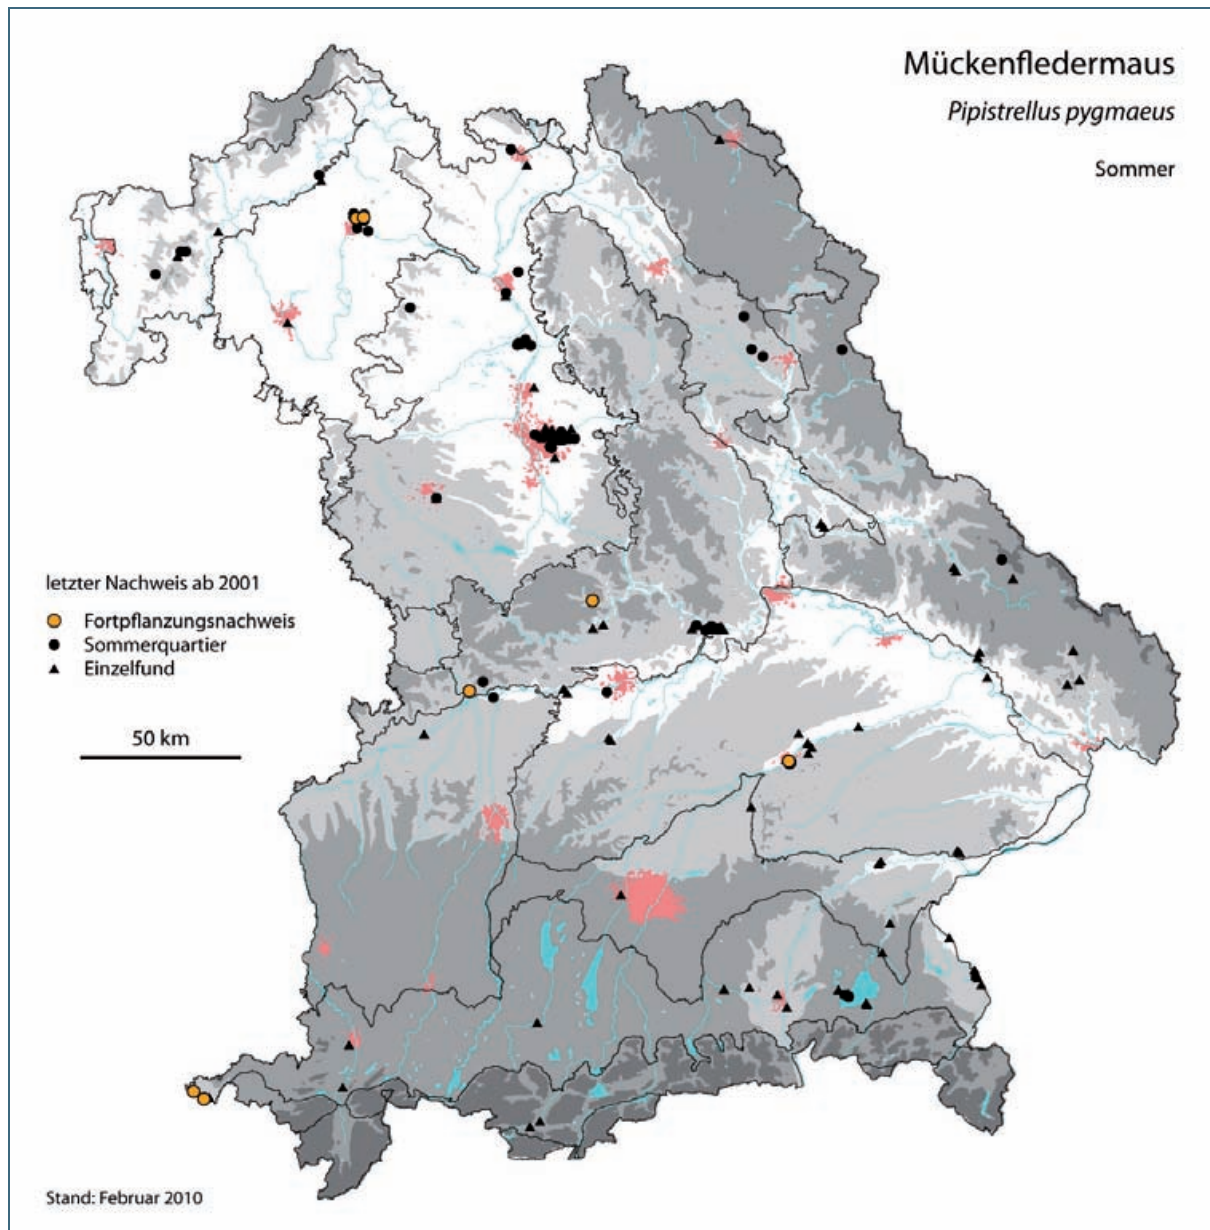 Mückenfledermaus
Pipistrellus pygmaeus
Sommer
letzter Nachweis ab 2001
Fortpflanzungsnachweis
Sommerquartier
Einzelfund
50 km
Stand: Februar 2010